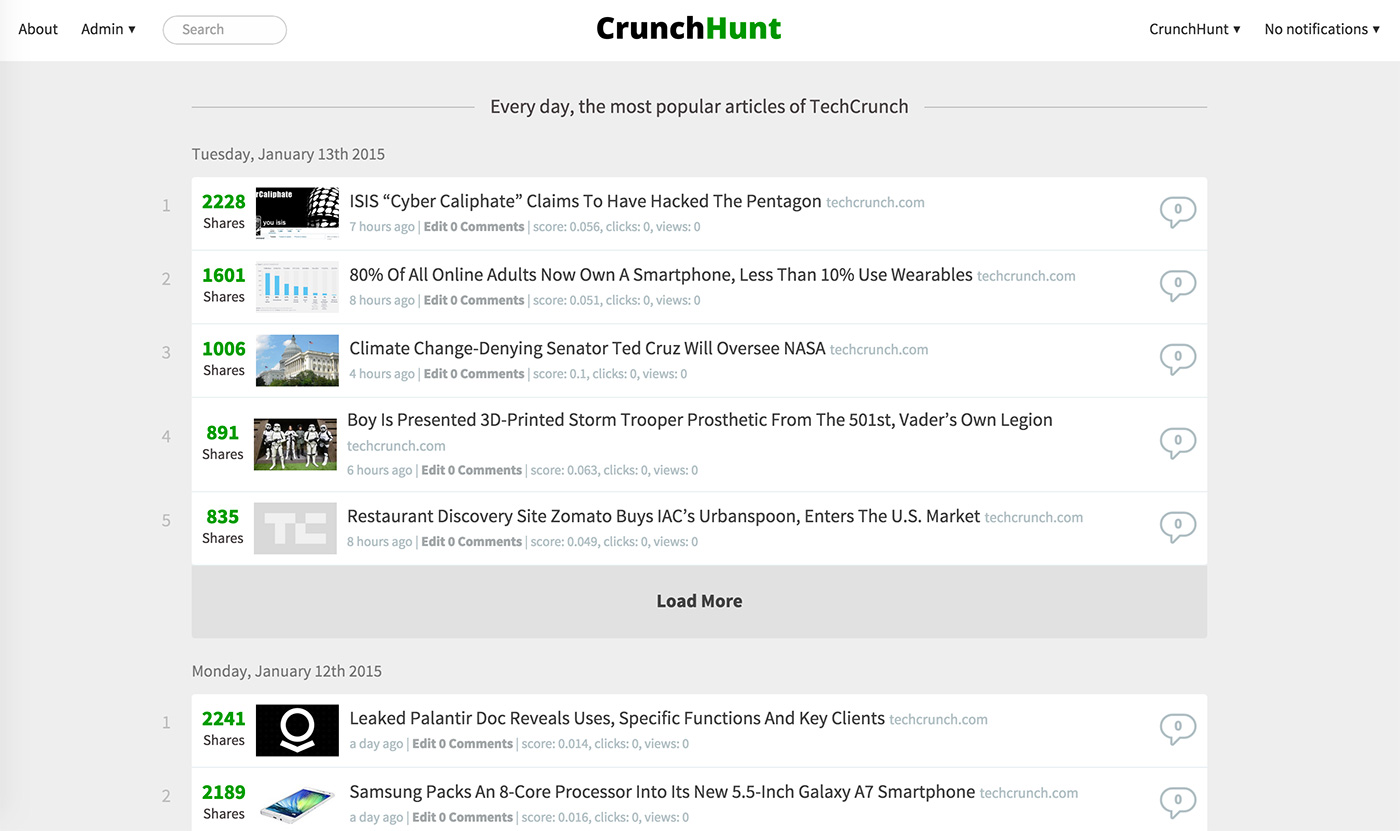 About Admin ▾ Search CrunchHunt CrunchHunt ▾ No notifications ▾
Every day, the most popular articles of TechCrunch
Tuesday, January 13th 2015
1
2228
Shares
rCaliphate
you isis
ISIS “Cyber Caliphate” Claims To Have Hacked The Pentagon techcrunch.com
7 hours ago | Edit 0 Comments | score: 0.056, clicks: 0, views: 0
0
2
1601
Shares
80% Of All Online Adults Now Own A Smartphone, Less Than 10% Use Wearables techcrunch.com
8 hours ago | Edit 0 Comments | score: 0.051, clicks: 0, views: 0
0
3
1006
Shares
Climate Change-Denying Senator Ted Cruz Will Oversee NASA techcrunch.com
4 hours ago | Edit 0 Comments | score: 0.1, clicks: 0, views: 0
0
4
891
Shares
Boy Is Presented 3D-Printed Storm Trooper Prosthetic From The 501st, Vader’s Own Legion
techcrunch.com
6 hours ago | Edit 0 Comments | score: 0.063, clicks: 0, views: 0
0
5
835
Shares
TC
Restaurant Discovery Site Zomato Buys IAC’s Urbanspoon, Enters The U.S. Market techcrunch.com
8 hours ago | Edit 0 Comments | score: 0.049, clicks: 0, views: 0
0
Load More
Monday, January 12th 2015
1
2241
Shares
Leaked Palantir Doc Reveals Uses, Specific Functions And Key Clients techcrunch.com
a day ago | Edit 0 Comments | score: 0.014, clicks: 0, views: 0
0
2
2189
Shares
Samsung Packs An 8-Core Processor Into Its New 5.5-Inch Galaxy A7 Smartphone techcrunch.com
a day ago | Edit 0 Comments | score: 0.016, clicks: 0, views: 0
0